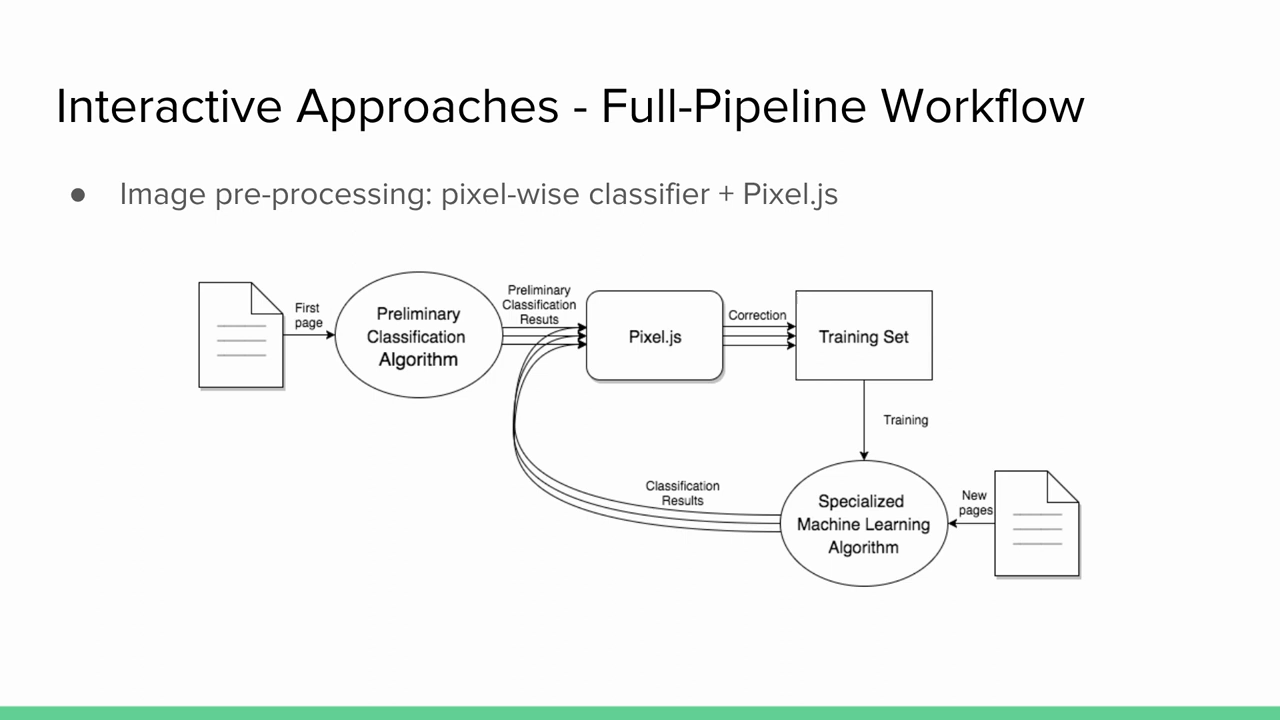 Interactive Approaches - Full-Pipeline Workflow
● Image pre-processing: pixel-wise classifier + Pixel.js
First
page
Preliminary
Classification
Algorithm
Preliminary
Classification
Resuts
Pixel.js
Correction
Training Set
Training
Classification
Results
Specialized
Machine Learning
Algorithm
New
pages